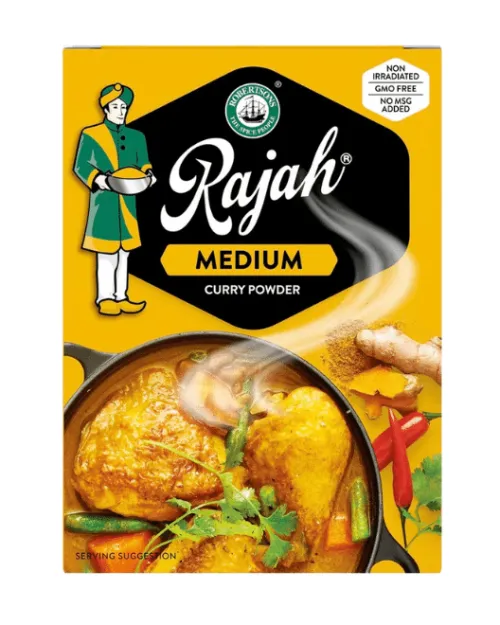 NON
IRRADIATED
GMO FREE
NO MSG
ADDED
ROBERTSONS
THE SPICE PEOPLE
Rajah®
MEDIUM
CURRY POWDER
SERVING SUGGESTION